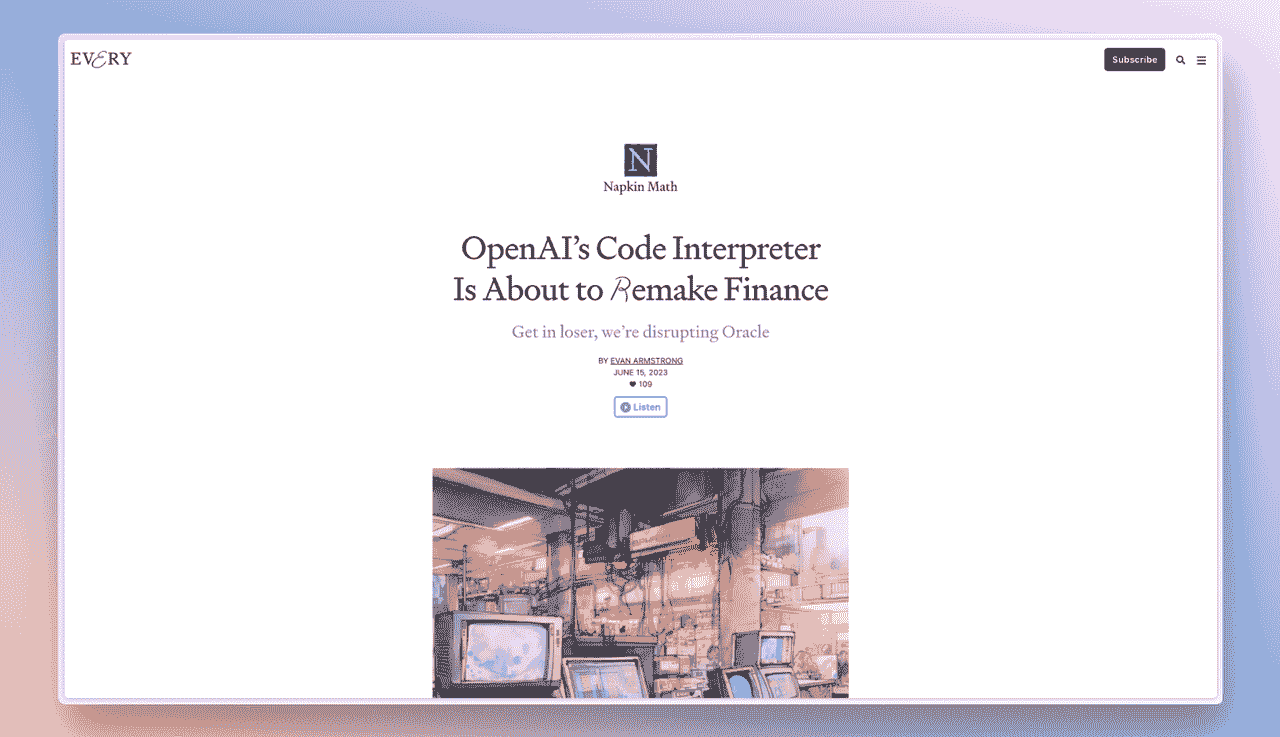 EVERY
Subscribe
N
Napkin Math
OpenAI’s Code Interpreter
Is About to Remake Finance
Get in loser, we’re disrupting Oracle
BY EVAN ARMSTRONG
JUNE 15, 2023
109
Listen